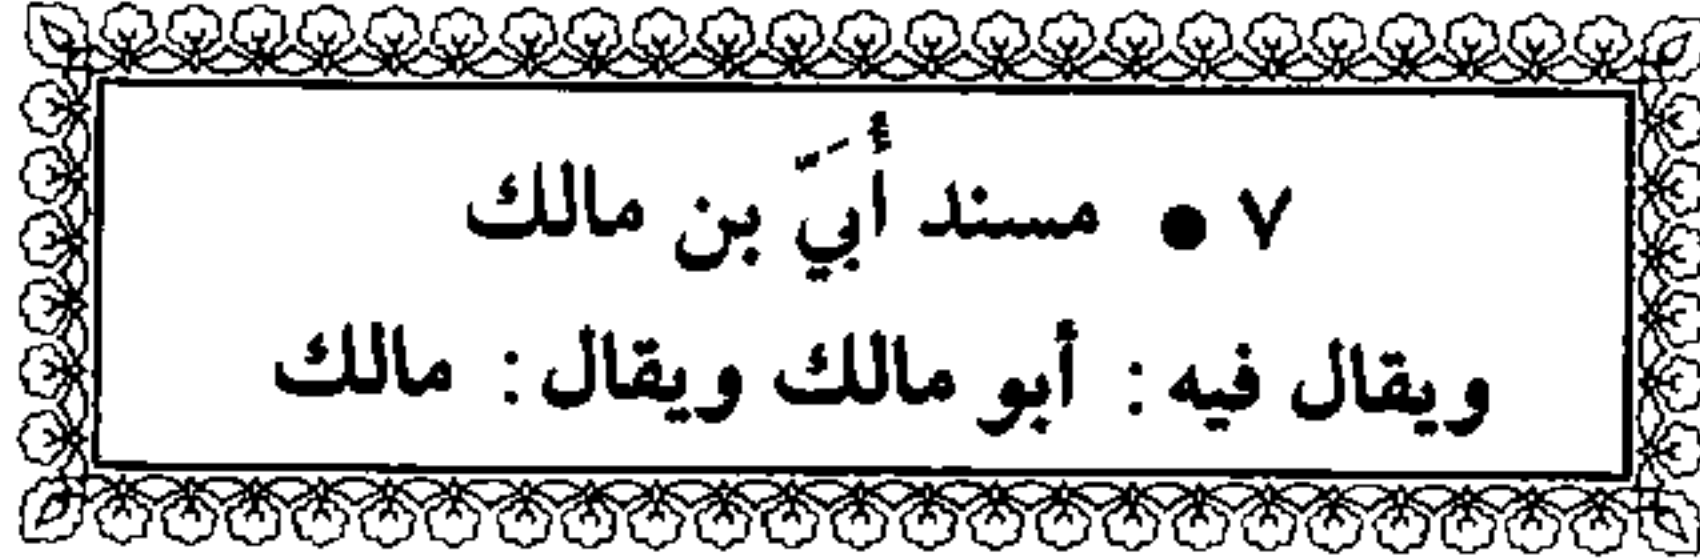 ٧ • مسند أُبَيّ بن مالك
ويقال فيه : أبو مالك ويقال : مالك